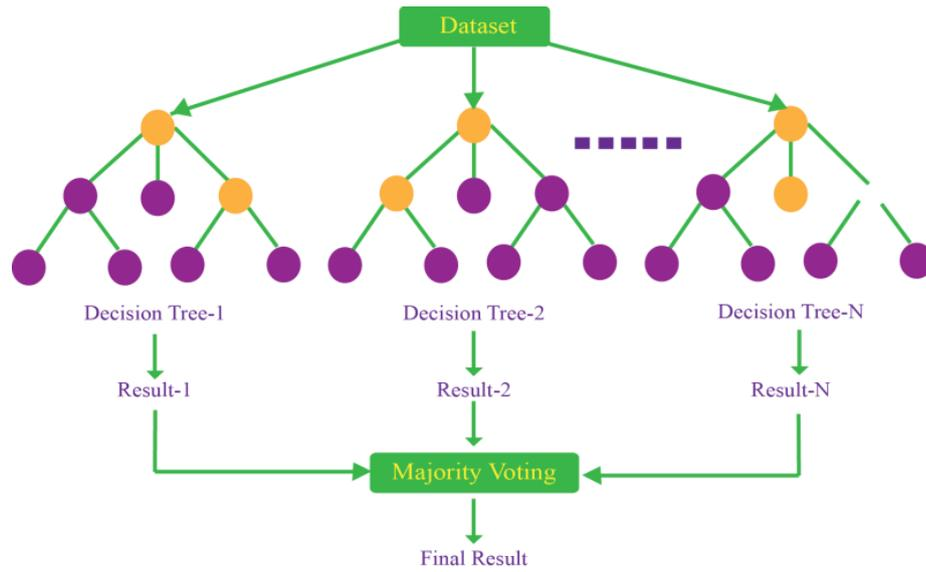 Dataset
Decision Tree-1
Decision Tree-2
Decision Tree-N
Result-1
Result-2
Result-N
Majority Voting
Final Result